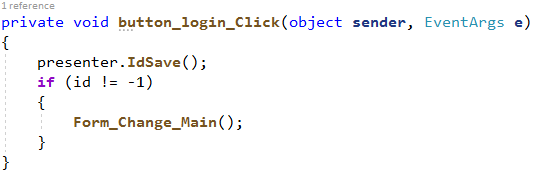 1 reference
private void button_login_Click(object sender, EventArgs e)
{
    presenter.IdSave();
    if (id != -1)
    {
        Form_Change_Main();
    }
}